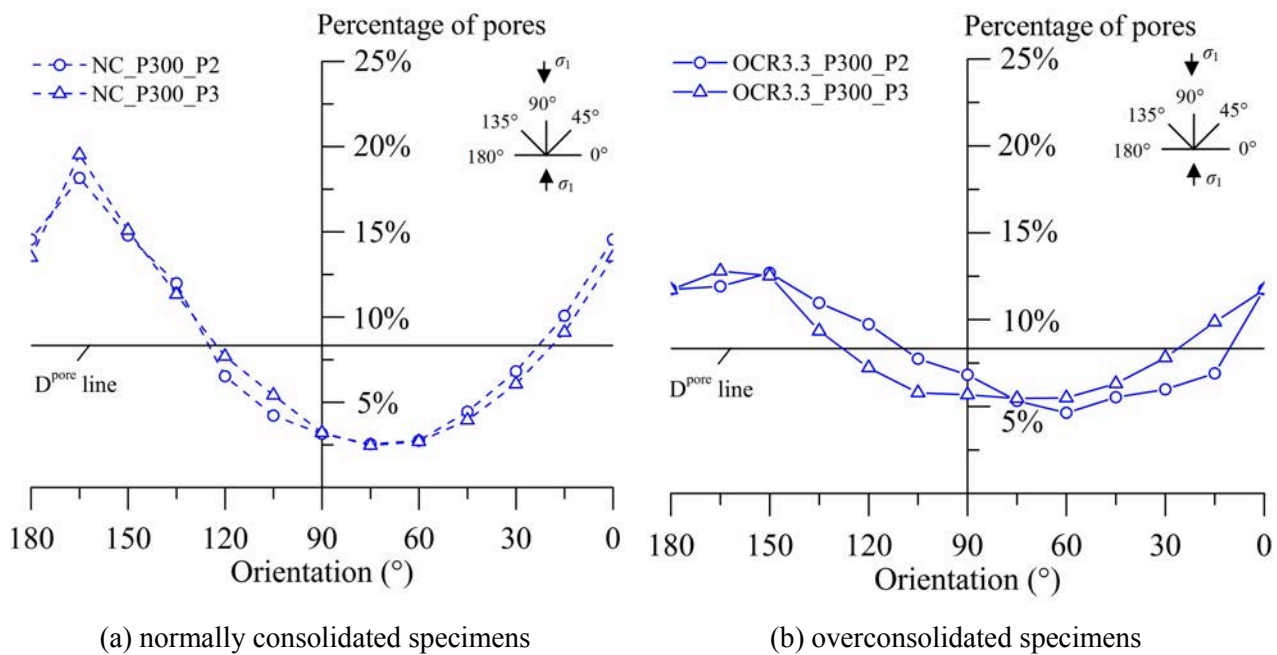 Percentage of pores
NC_P300_P2
NC_P300_P3
25%
20%
15%
10%
5%
σ1
90°
135°
45°
180°
0°
σ1
Dpore line
180
150
120
90
60
30
0
Orientation (°)
(a) normally consolidated specimens
Percentage of pores
OCR3.3_P300_P2
OCR3.3_P300_P3
25%
20%
15%
10%
5%
σ1
90°
135°
45°
180°
0°
σ1
Dpore line
180
150
120
90
60
30
0
Orientation (°)
(b) overconsolidated specimens